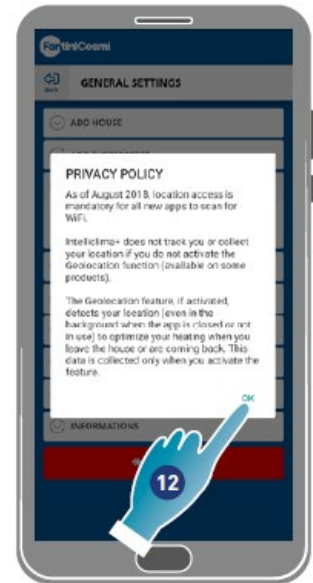 FantiniCosmi
BACK
GENERAL SETTINGS
ADD HOUSE
PRIVACY POLICY
As of August 2018, location access is
mandatory for all new apps to scan for
WiFi.
Intelliclima+ does not track you or collect
your location if you do not activate the
Geolocation function (available on some
products).
The Geolocation feature, if activated,
detects your location (even in the
background when the app is closed or not
in use) to optimize your heating when you
leave the house or are coming back. This
data is collected only when you activate the
feature.
OK
INFORMATIONS
12